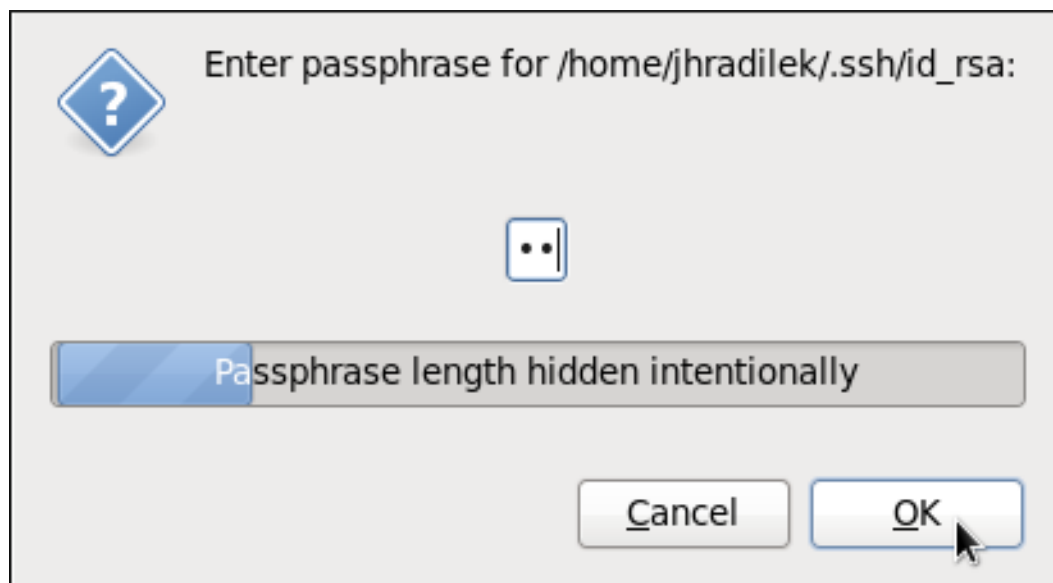 Enter passphrase for /home/jhradilek/.ssh/id_rsa:
Passphrase length hidden intentionally
Cancel
OK